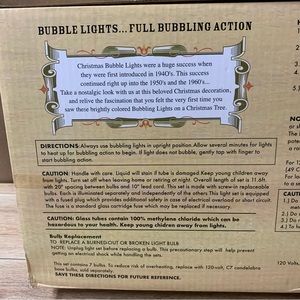 BUBBLE LIGHTS...FULL BUBBLING ACTION
Christmas Bubble Lights were a huge success when
they were first introduced in 1940'S. This success
continued right up into the 1950's and the 1960's...
Take a nostalgic look with us at this beloved Christmas decoration,
and relive the fascination that you felt the very first time you
saw these brightly colored Bubbling Lights on a Christmas Tree.
DIRECTIONS: Always use bubbling lights in upright position. Allow several minutes for lights
to heat up for bubbling action to begin. If light does not bubble, gently tap with finger to
start bubbling.
CAUTION: Handle with care. Liquid will stain if tube is broken. Keep away from children
lights. Turn set off when leaving home or retiring at night. Overall length of set is 11.6ft.
with 20" spacing between bulbs and 10" lead cord. This set is made with screw-in replaceable
bulbs. Each is illuminated separately and independently of the others. This light set is equipped
with a fused plug which provides additional safety in case of electrical overload or short circuit.
The fuse is a standard glass fuse which may be replaced.
CAUTION: Glass tubes contain 100% methylene chloride which can be
hazardous to your health. Keep young children away from lights.
Bulb Replacement
TO REPLACE A BURNED-OUT OR BROKEN LIGHT BULB
NOTE: Unplug light set before replacing a bulb. This precautionary step will help prevent
getting an electrical shock while handling the set.
This set contains 7 bulbs. To reduce risk of overheating, replace with 120-volt, C7 candelabra
base bulbs, sold separately.
SAVE THESE DIRECTIONS FOR FUTURE REFERENCE.
CAUTION
120 Volts,